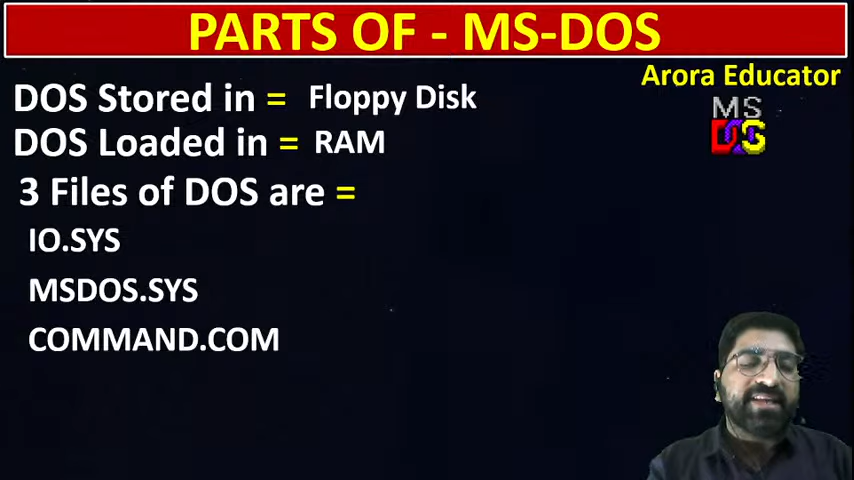 PARTS OF - MS-DOS
Arora Educator
MS
DOS
DOS Stored in = Floppy Disk
DOS Loaded in = RAM
3 Files of DOS are =
IO.SYS
MSDOS.SYS
COMMAND.COM